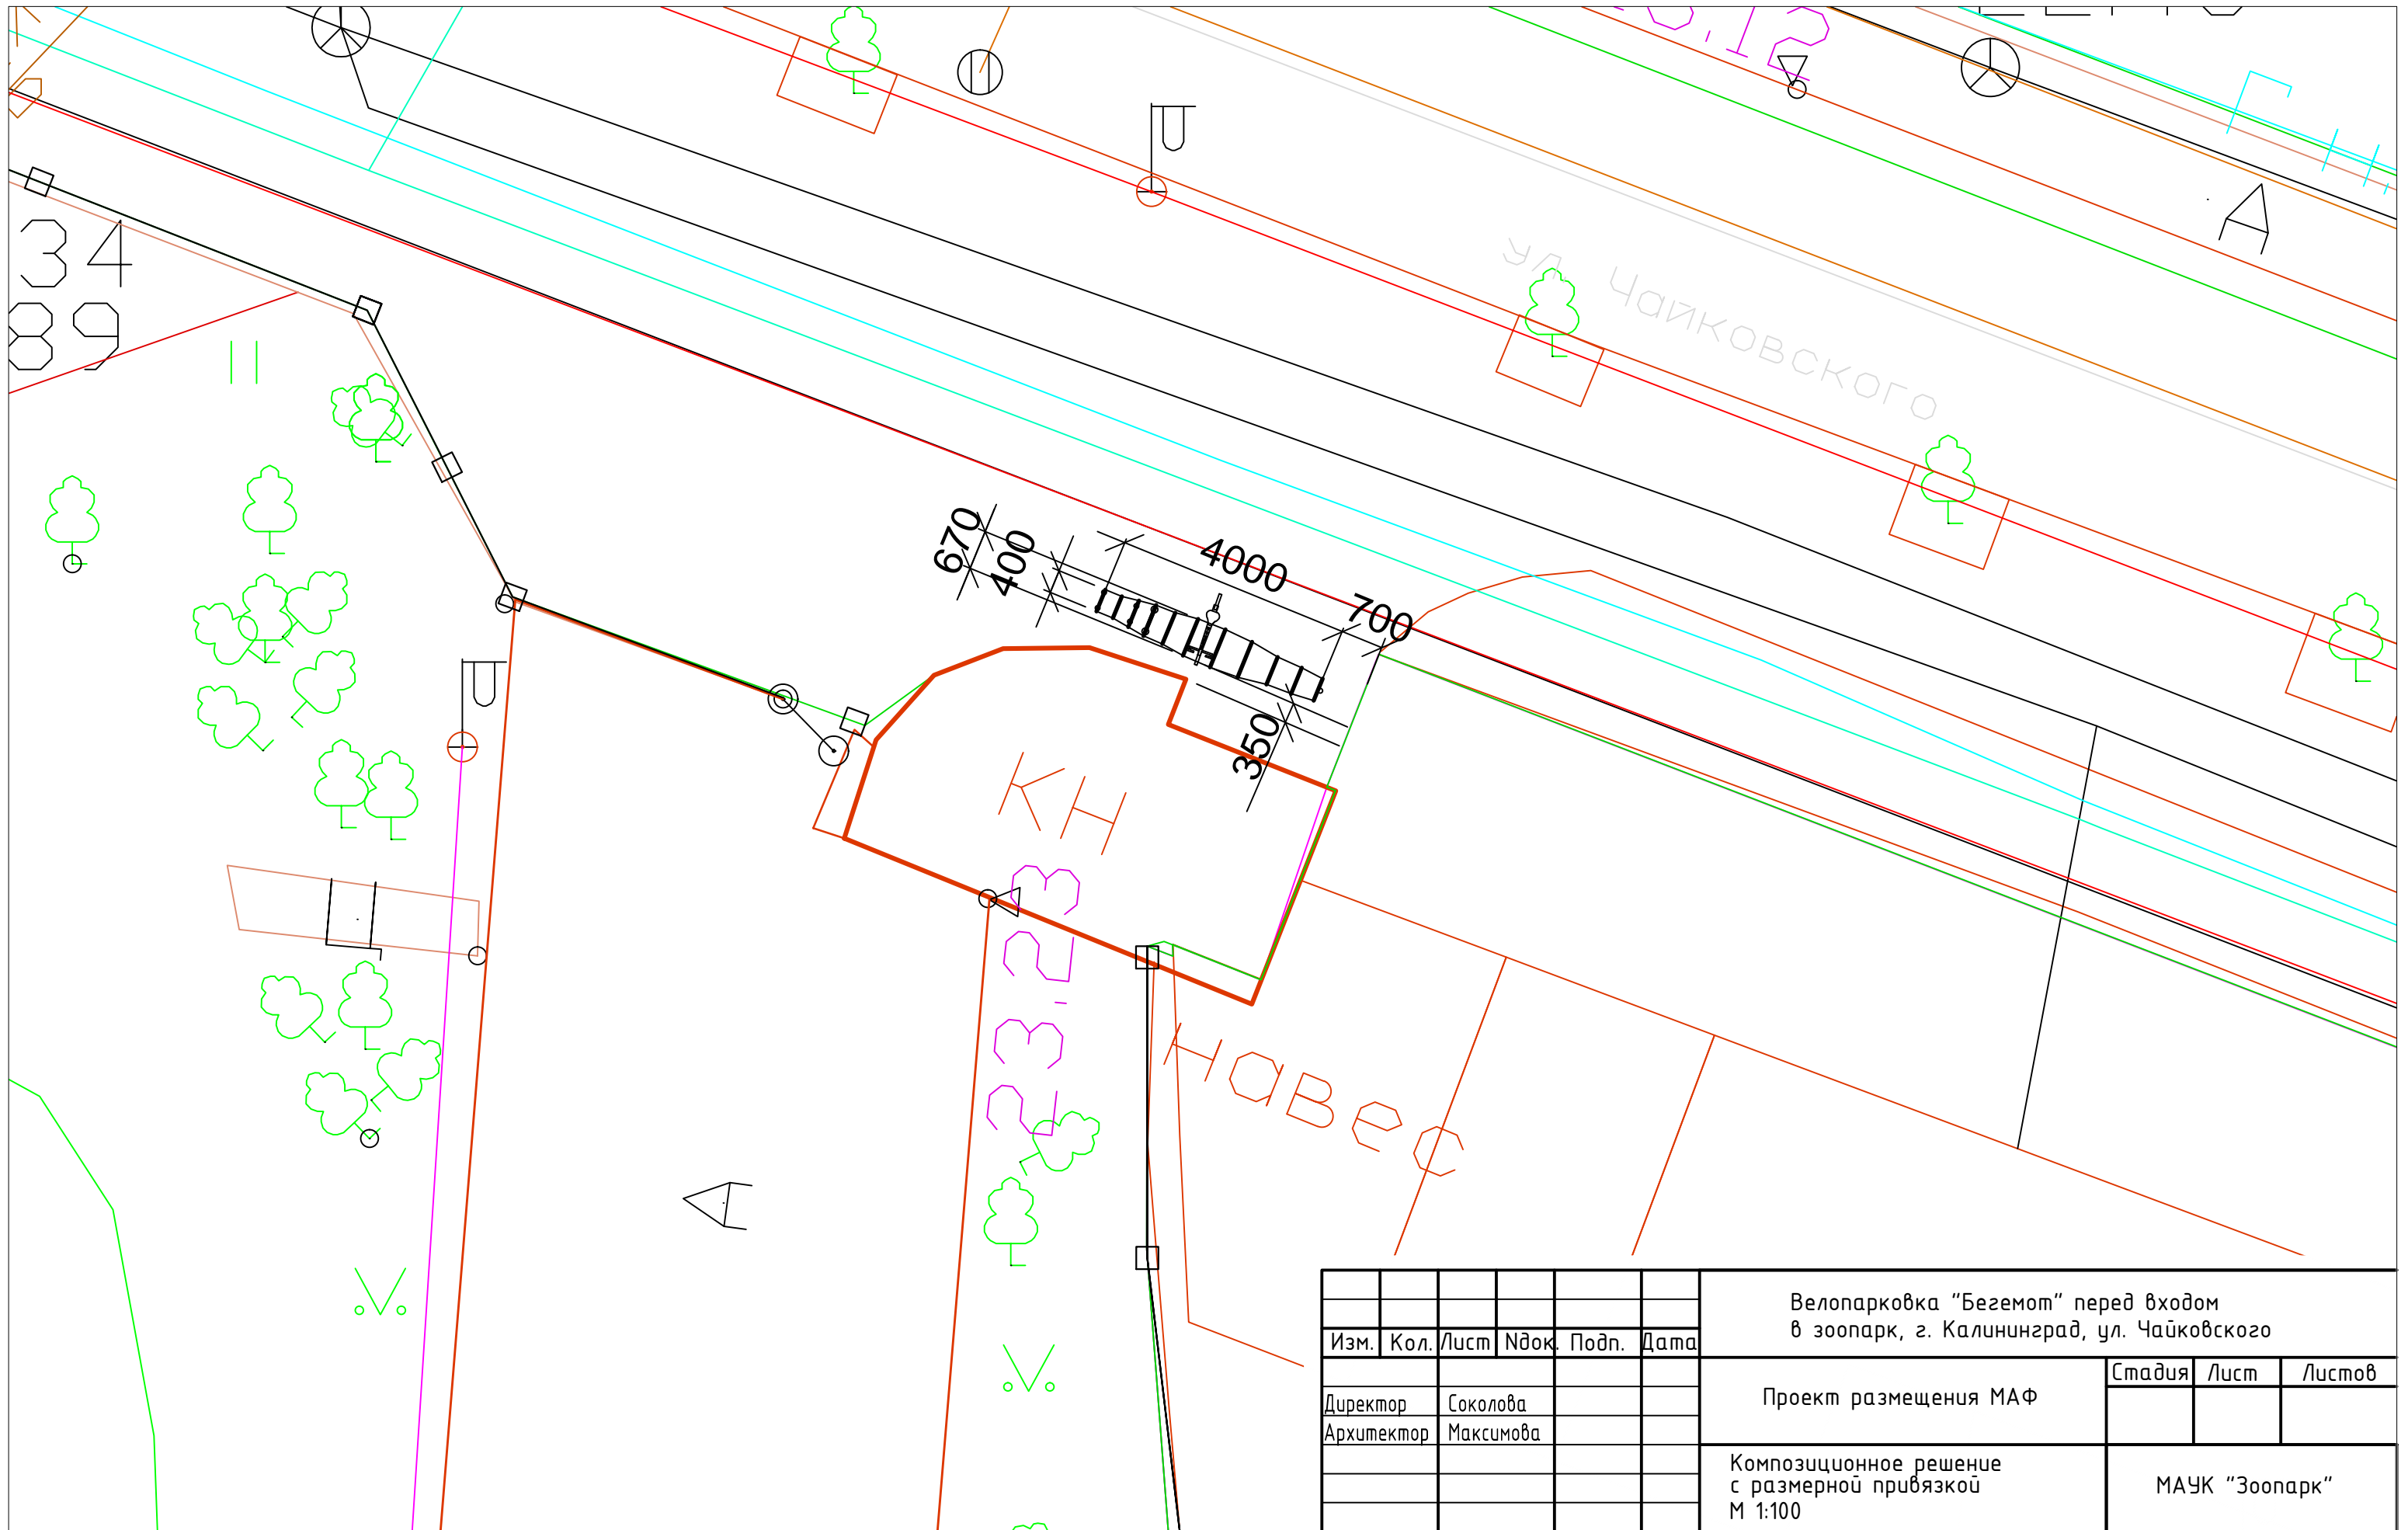 34
89
ул. Чайковского
А
670
400
4000
700
350
КН
навес
А
Велопарковка "Бегемот" перед входом
в зоопарк, г. Калининград, ул. Чайковского
Изм. Кол. Лист Nдок. Подп. Дата
Проект размещения МАФ
Стадия Лист Листов
Директор Соколова
Архитектор Максимова
Композиционное решение
с размерной привязкой
М 1:100
МАУК "Зоопарк"